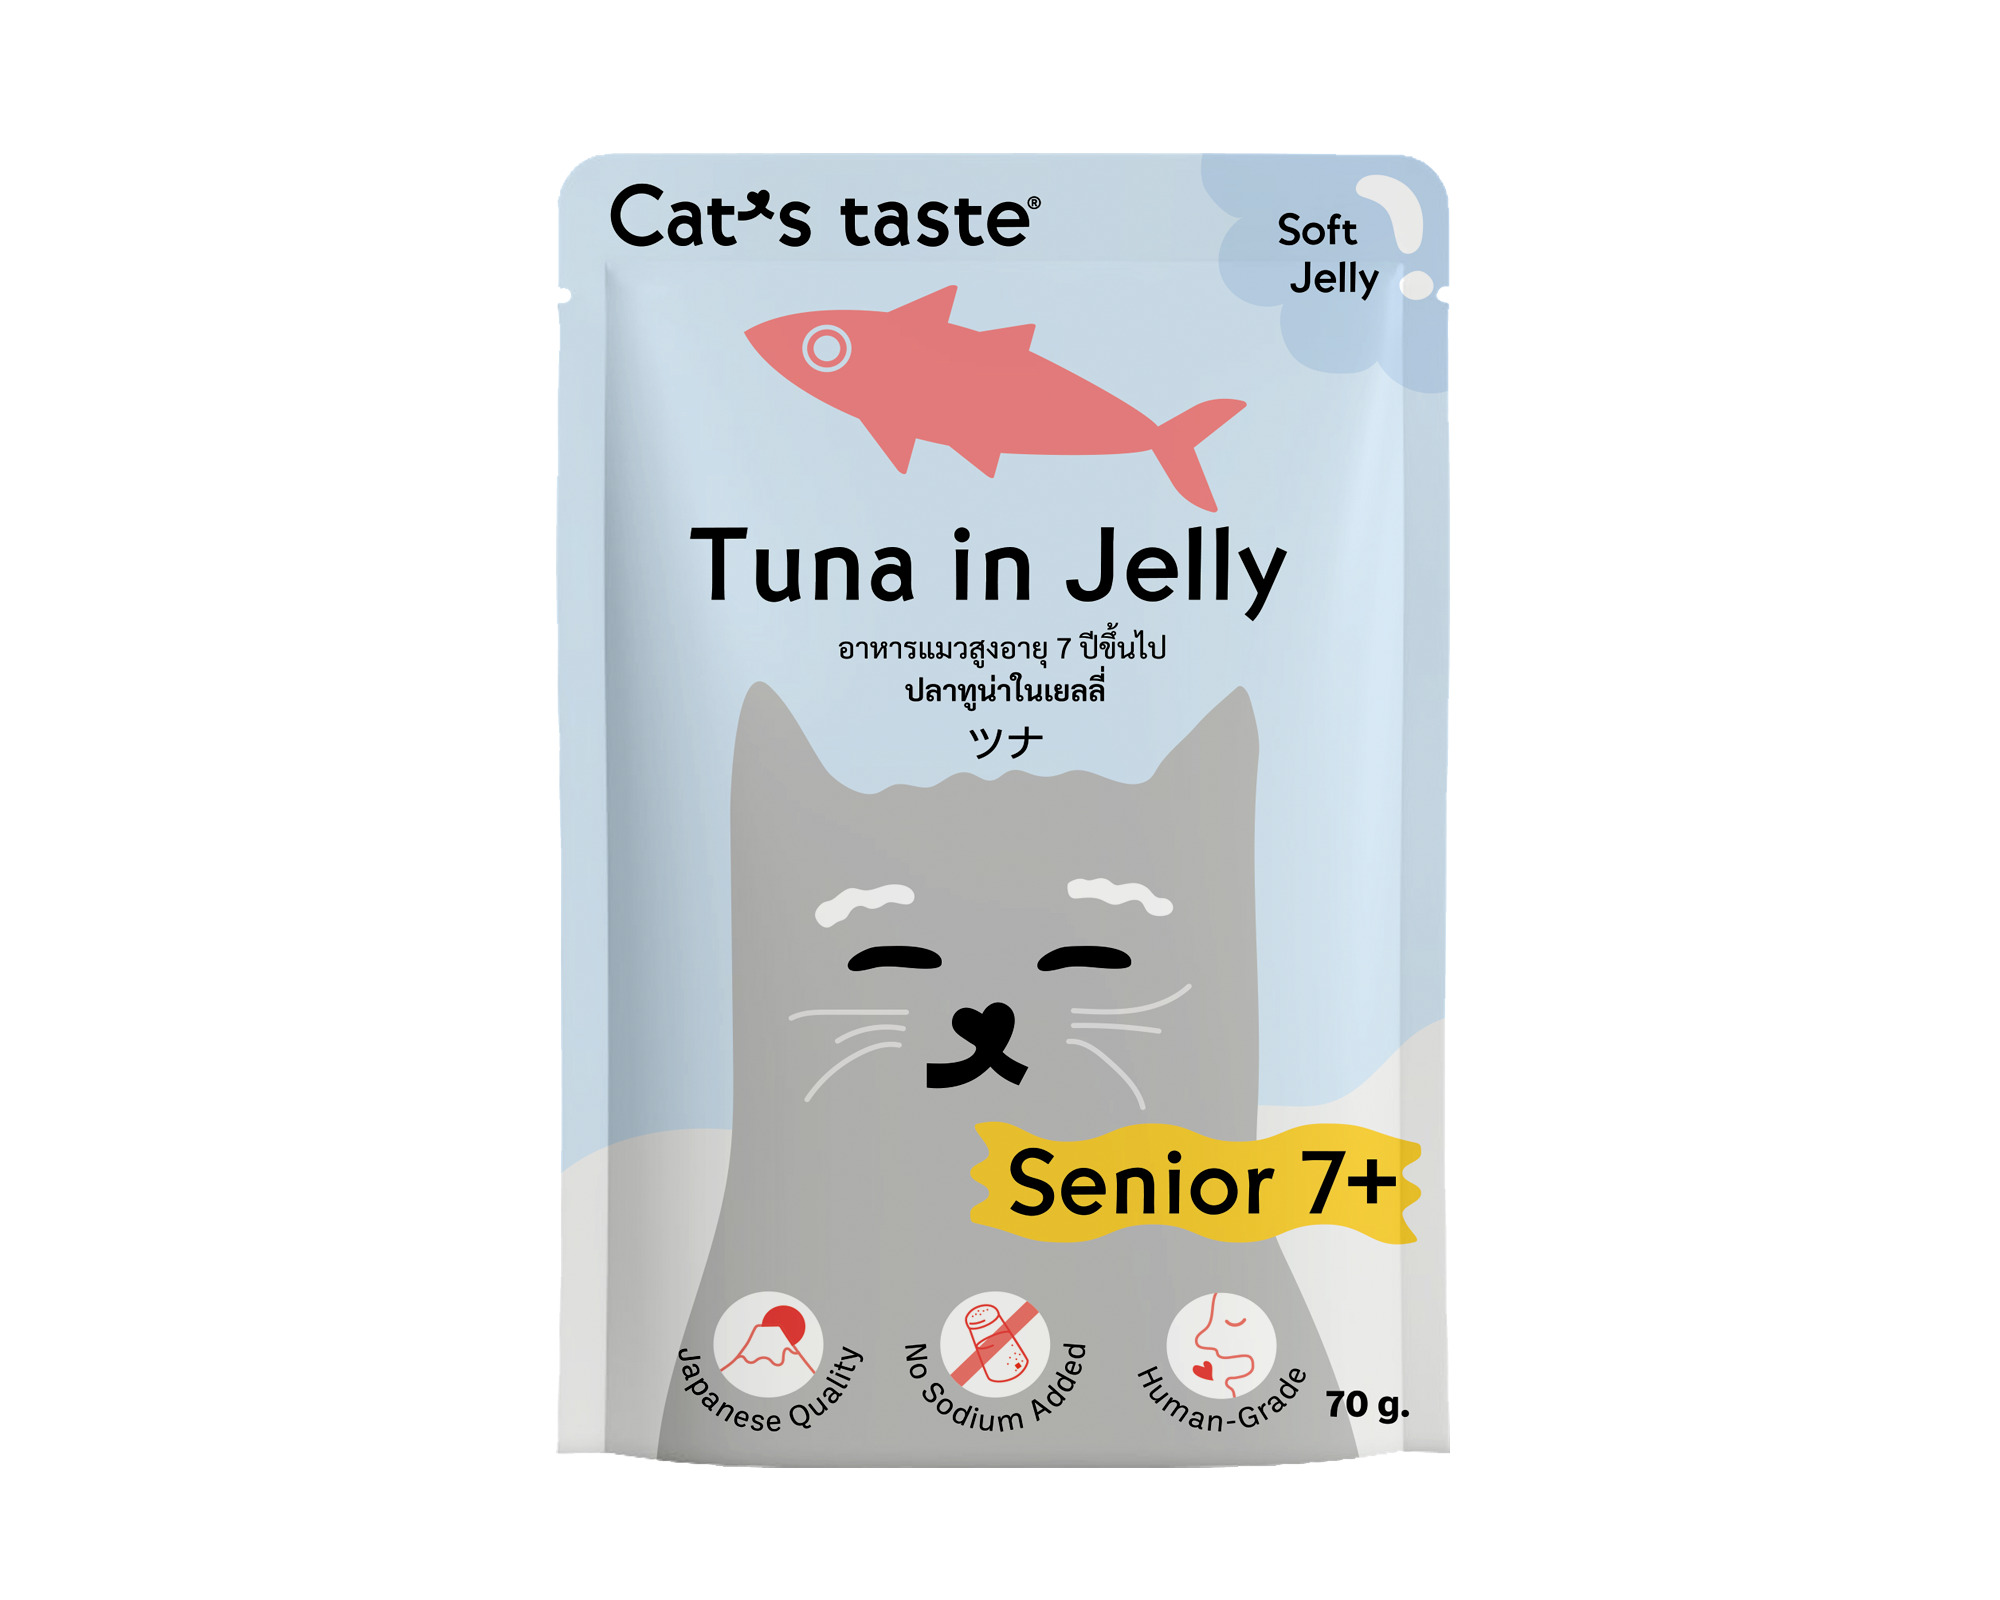 Cat's taste®
Soft
Jelly
Tuna in Jelly
อาหารแมวสูงอายุ 7 ปีขึ้นไป
ปลาทูน่าในเยลลี่
ツナ
Senior 7+
Japanese Quality
No Sodium Added
Human-Grade
70 g.